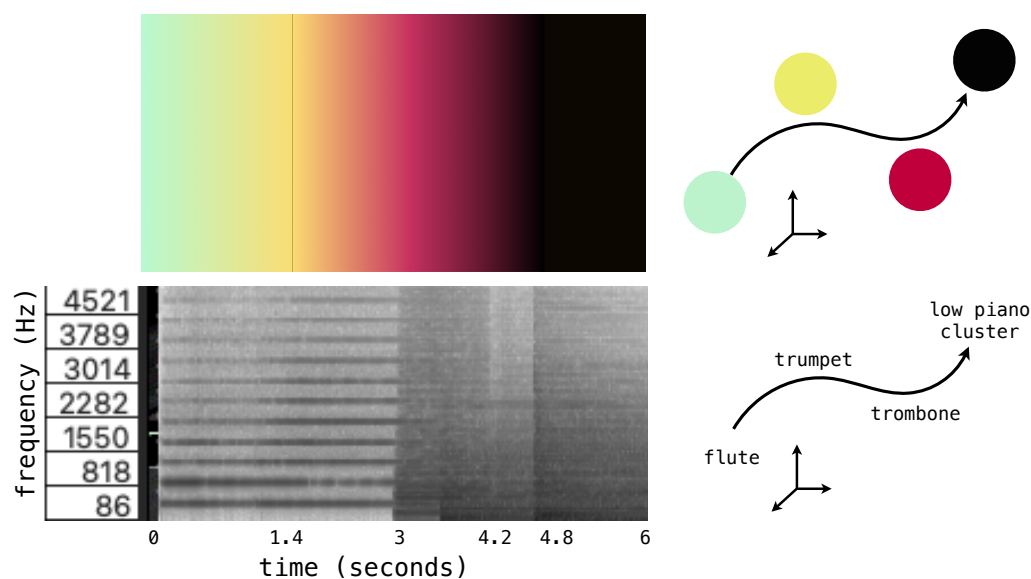 frequency (Hz)
4521
3789
3014
2282
1550
818
86
0 1.4 3 4.2 4.8 6
time (seconds)
low piano
cluster
trumpet
trombone
flute